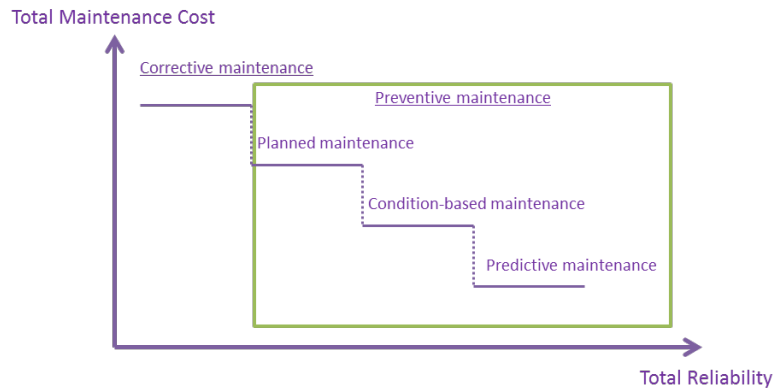 Total Maintenance Cost
Corrective maintenance
Preventive maintenance
Planned maintenance
Condition-based maintenance
Predictive maintenance
Total Reliability